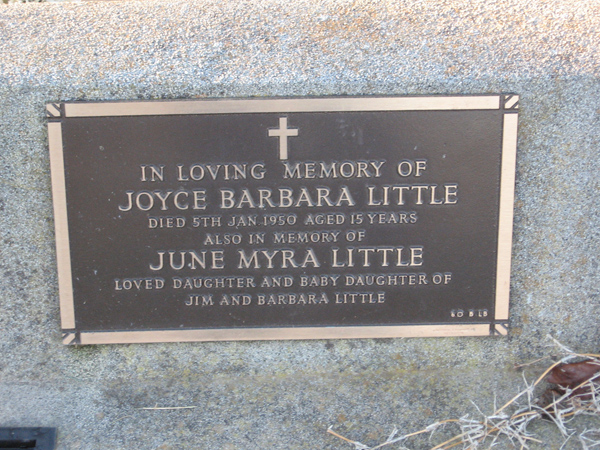 IN LOVING MEMORY OF
JOYCE BARBARA LITTLE
DIED 5TH JAN 1950 AGED 15 YEARS
ALSO IN MEMORY OF
JUNE MYRA LITTLE
LOVED DAUGHTER AND BABY DAUGHTER OF
JIM AND BARBARA LITTLE